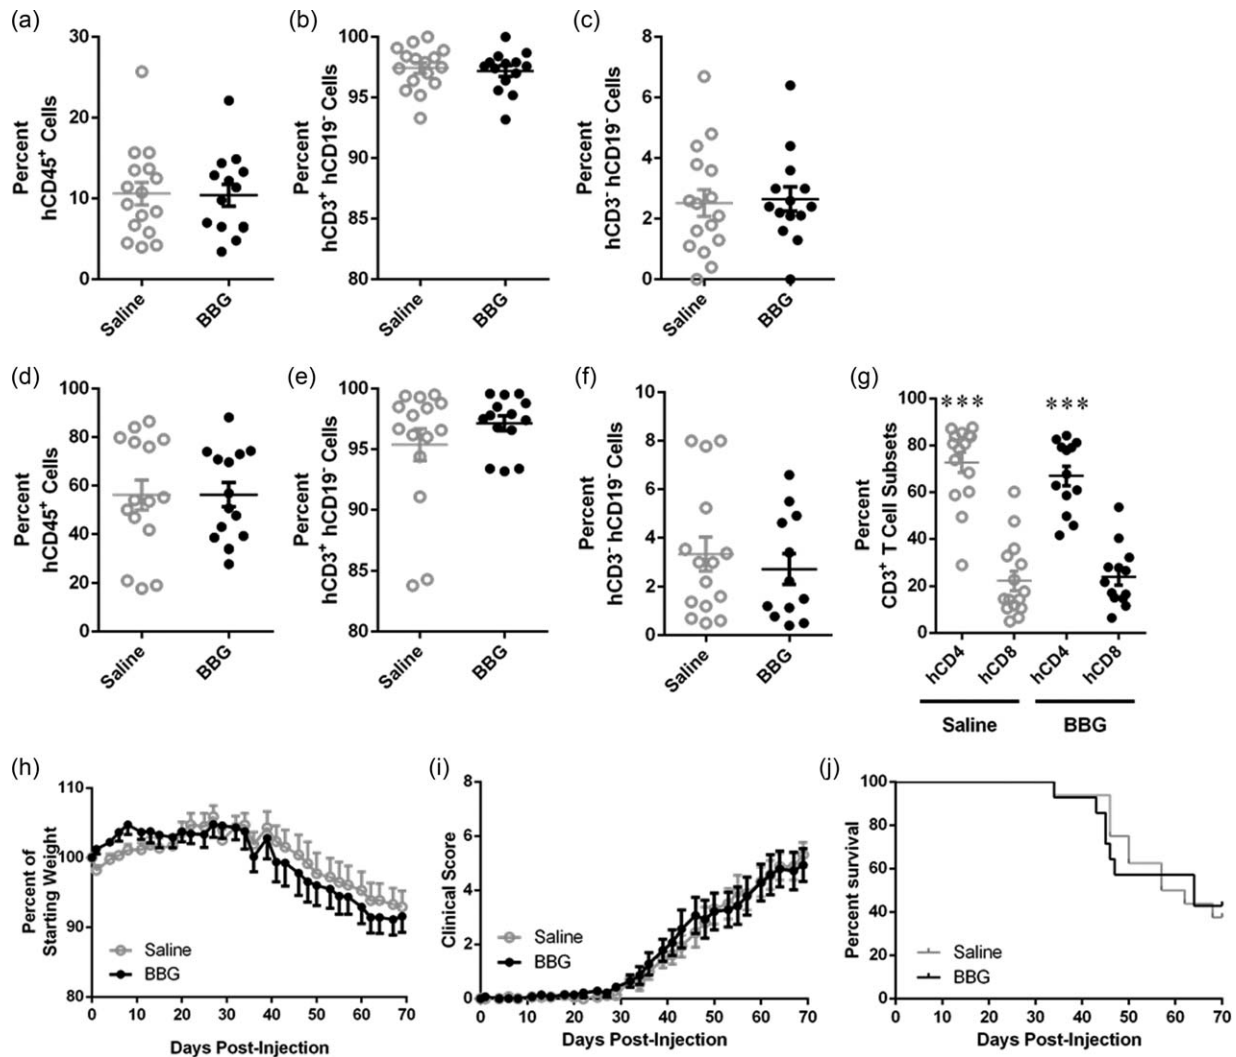 (a)
Percent
hCD45⁺ Cells
30
20
10
0
Saline
BBG
(b)
Percent
hCD3⁺ hCD19⁻ Cells
100
95
90
85
80
Saline
BBG
(c)
Percent
hCD3⁻ hCD19⁻ Cells
8
6
4
2
0
Saline
BBG
(d)
Percent
hCD45⁺ Cells
100
80
60
40
20
0
Saline
BBG
(e)
Percent
hCD3⁺ hCD19⁻ Cells
100
95
90
85
80
Saline
BBG
(f)
Percent
hCD3⁻ hCD19⁻ Cells
10
8
6
4
2
0
Saline
BBG
(g)
Percent
CD3⁺ T Cell Subsets
100
80
60
40
20
0
*** ***
hCD4
hCD8
hCD4
hCD8
Saline
BBG
(h)
Percent of
Starting Weight
110
100
90
80
Saline
BBG
0 10 20 30 40 50 60 70
Days Post-Injection
(i)
Clinical Score
8
6
4
2
0
Saline
BBG
0 10 20 30 40 50 60 70
Days Post-Injection
(j)
Percent survival
100
80
60
40
20
0
Saline
BBG
0 10 20 30 40 50 60 70
Days Post-Injection